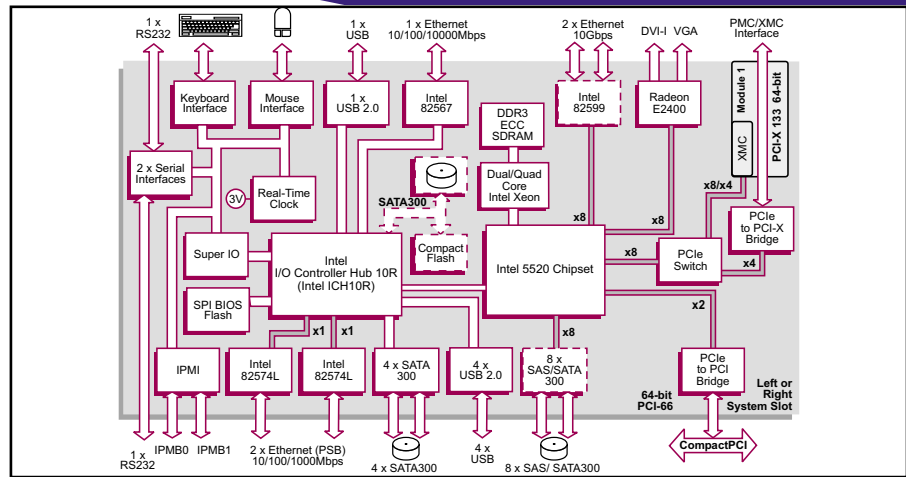 1 x
RS232
1 x
USB
1 x Ethernet
10/100/10000Mbps
2 x Ethernet
10Gbps
DVI-I VGA
PMC/XMC
Interface
Keyboard
Interface
Mouse
Interface
1 x
USB 2.0
Intel
82567
Intel
82599
Radeon
E2400
Module 1
PCI-X 133 64-bit
XMC
DDR3
ECC
SDRAM
2 x Serial
Interfaces
3V
Real-Time
Clock
SATA300
Dual/Quad
Core
Intel Xeon
x8/x4
x8
x8
PCIe
to PCI-X
Bridge
Super IO
Intel
I/O Controller Hub 10R
(Intel ICH10R)
Compact
Flash
Intel 5520 Chipset
x8
PCIe
Switch
x4
SPI BIOS
Flash
x2
x1
x1
x8
IPMI
Intel
82574L
Intel
82574L
4 x SATA
300
4 x
USB 2.0
8 x
SAS/SATA
300
PCIe
to PCI
Bridge
64-bit
PCI-66
Left or
Right
System Slot
1 x
RS232
IPMB0
IPMB1
2 x Ethernet (PSB)
10/100/1000Mbps
4 x SATA300
4 x
USB
8 x SAS/ SATA300
CompactPCI